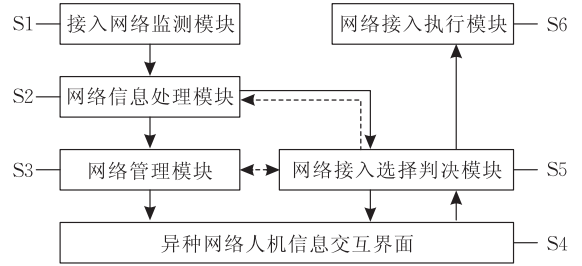 S1 接入网络监测模块 网络接入执行模块 S6
S2 网络信息处理模块
S3 网络管理模块 网络接入选择判决模块 S5
异种网络人机信息交互界面 S4